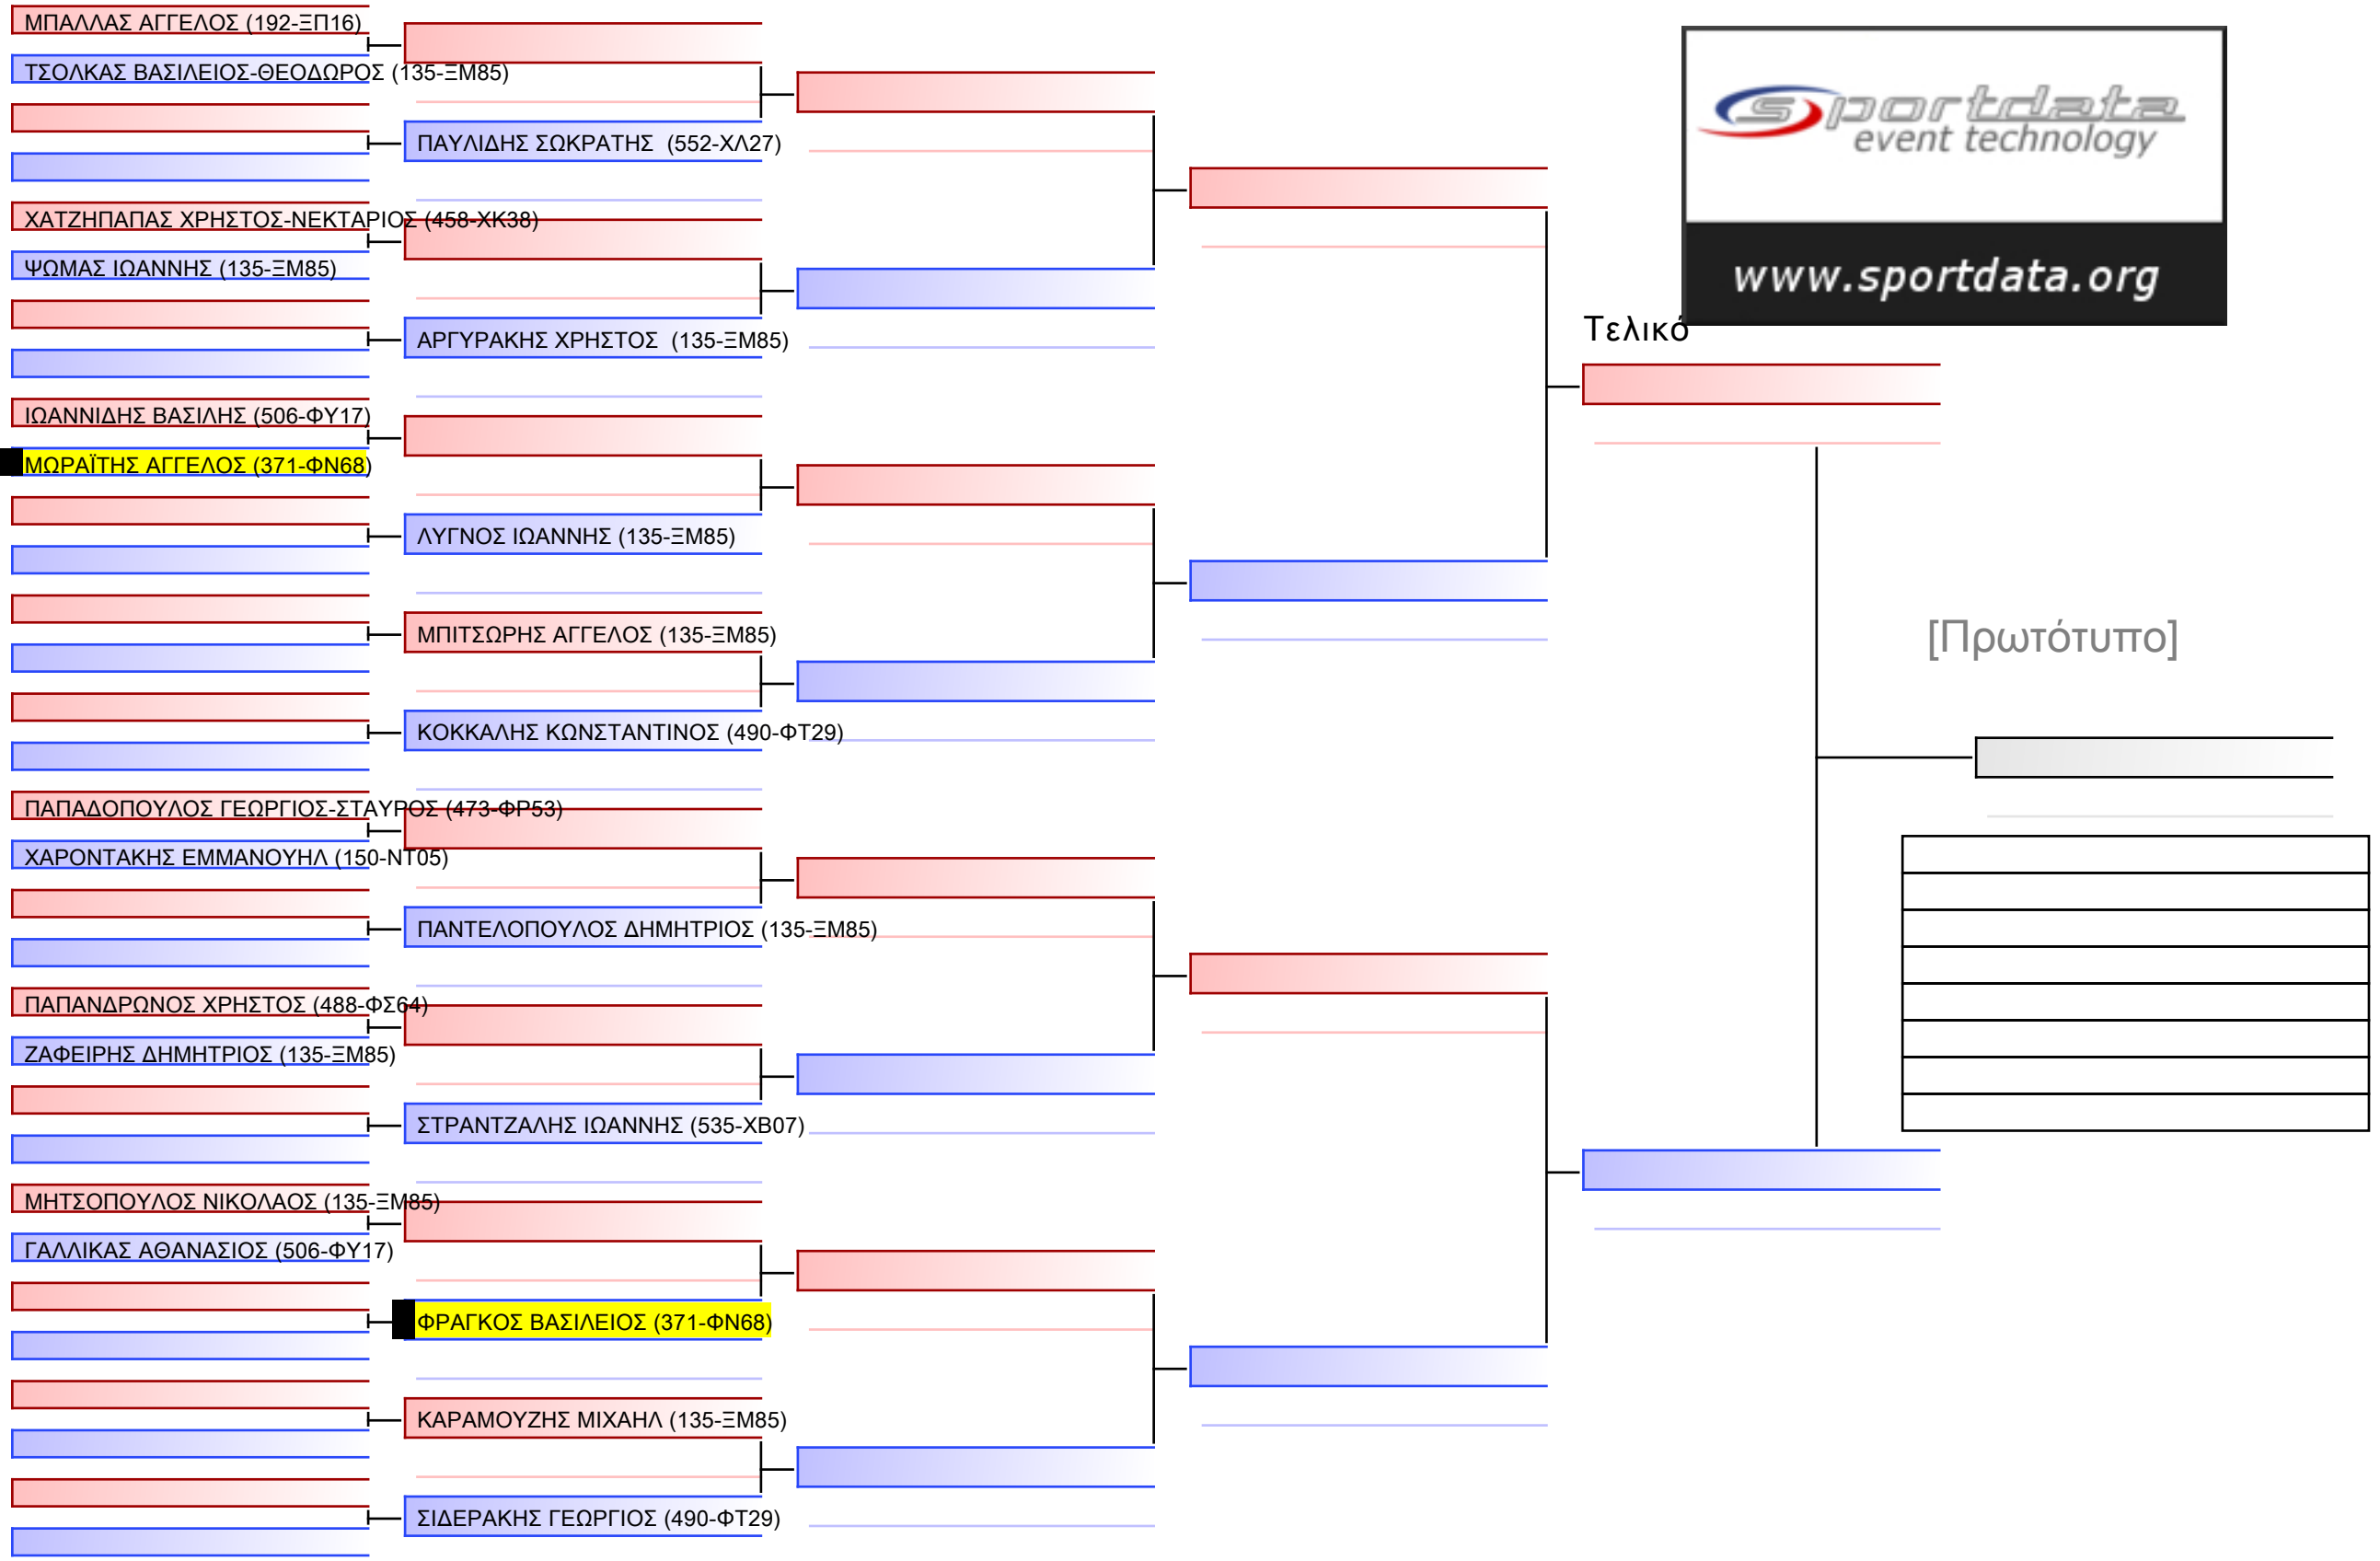 ΜΠΑΛΛΑΣ ΑΓΓΕΛΟΣ (192-ΞΠ16)
ΤΣΟΛΚΑΣ ΒΑΣΙΛΕΙΟΣ-ΘΕΟΔΩΡΟΣ (135-ΞΜ85)
ΠΑΥΛΙΔΗΣ ΣΩΚΡΑΤΗΣ (552-ΧΛ27)
ΧΑΤΖΗΠΑΠΑΣ ΧΡΗΣΤΟΣ-ΝΕΚΤΑΡΙΟΣ (458-ΧΚ38)
ΨΩΜΑΣ ΙΩΑΝΝΗΣ (135-ΞΜ85)
ΑΡΓΥΡΑΚΗΣ ΧΡΗΣΤΟΣ (135-ΞΜ85)
ΙΩΑΝΝΙΔΗΣ ΒΑΣΙΛΗΣ (506-ΦΥ17)
ΜΩΡΑΪΤΗΣ ΑΓΓΕΛΟΣ (371-ΦΝ68)
ΛΥΓΝΟΣ ΙΩΑΝΝΗΣ (135-ΞΜ85)
ΜΠΙΤΣΩΡΗΣ ΑΓΓΕΛΟΣ (135-ΞΜ85)
ΚΟΚΚΑΛΗΣ ΚΩΝΣΤΑΝΤΙΝΟΣ (490-ΦΤ29)
ΠΑΠΑΔΟΠΟΥΛΟΣ ΓΕΩΡΓΙΟΣ-ΣΤΑΥΡΟΣ (473-ΦΡ53)
ΧΑΡΟΝΤΑΚΗΣ ΕΜΜΑΝΟΥΗΛ (150-ΝΤ05)
ΠΑΝΤΕΛΟΠΟΥΛΟΣ ΔΗΜΗΤΡΙΟΣ (135-ΞΜ85)
ΠΑΠΑΝΔΡΩΝΟΣ ΧΡΗΣΤΟΣ (488-ΦΣ64)
ΖΑΦΕΙΡΗΣ ΔΗΜΗΤΡΙΟΣ (135-ΞΜ85)
ΣΤΡΑΝΤΖΑΛΗΣ ΙΩΑΝΝΗΣ (535-ΧΒ07)
ΜΗΤΣΟΠΟΥΛΟΣ ΝΙΚΟΛΑΟΣ (135-ΞΜ85)
ΓΑΛΛΙΚΑΣ ΑΘΑΝΑΣΙΟΣ (506-ΦΥ17)
ΦΡΑΓΚΟΣ ΒΑΣΙΛΕΙΟΣ (371-ΦΝ68)
ΚΑΡΑΜΟΥΖΗΣ ΜΙΧΑΗΛ (135-ΞΜ85)
ΣΙΔΕΡΑΚΗΣ ΓΕΩΡΓΙΟΣ (490-ΦΤ29)
sportdata
event technology
www.sportdata.org
Τελικό
[Πρωτότυπο]